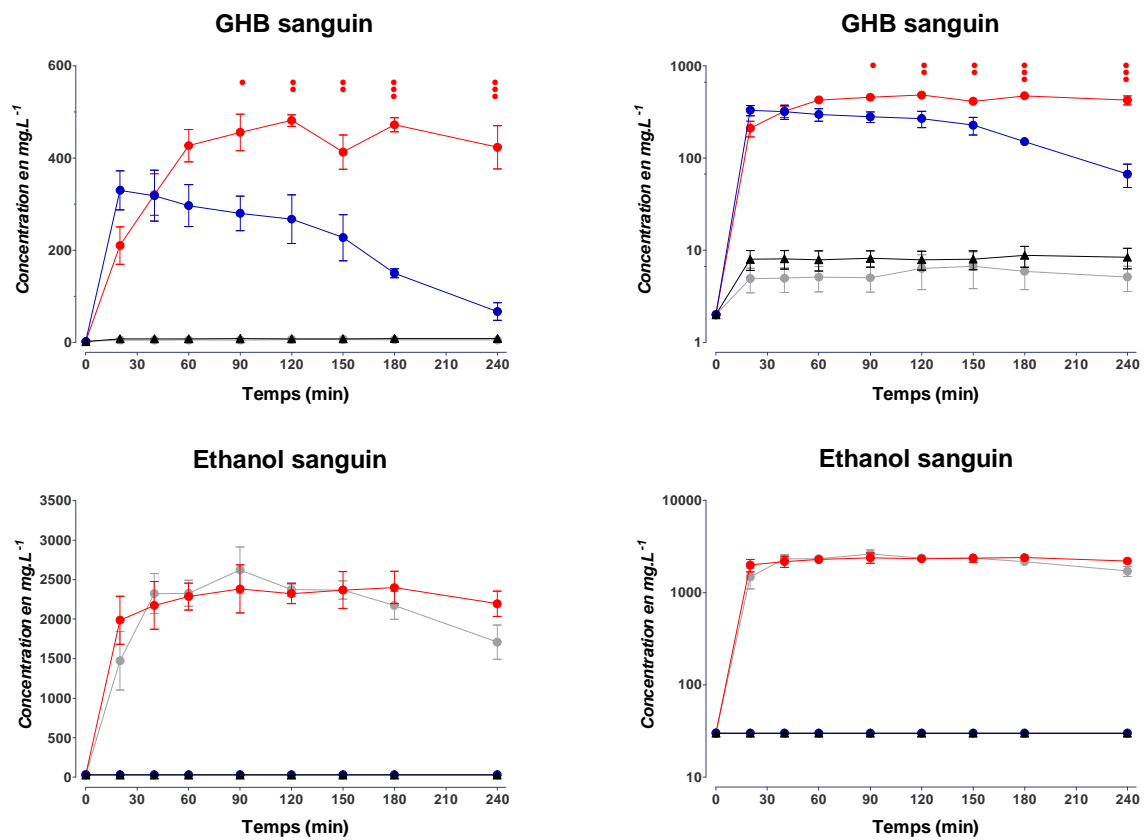 GHB sanguin
Concentration en mg.L-1
600
400
200
0
0 30 60 90 120 150 180 210 240
Temps (min)
GHB sanguin
Concentration en mg.L-1
1000
100
10
1
0 30 60 90 120 150 180 210 240
Temps (min)
Ethanol sanguin
Concentration en mg.L-1
3500
3000
2500
2000
1500
1000
500
0
0 30 60 90 120 150 180 210 240
Temps (min)
Ethanol sanguin
Concentration en mg.L-1
10000
1000
100
10
0 30 60 90 120 150 180 210 240
Temps (min)